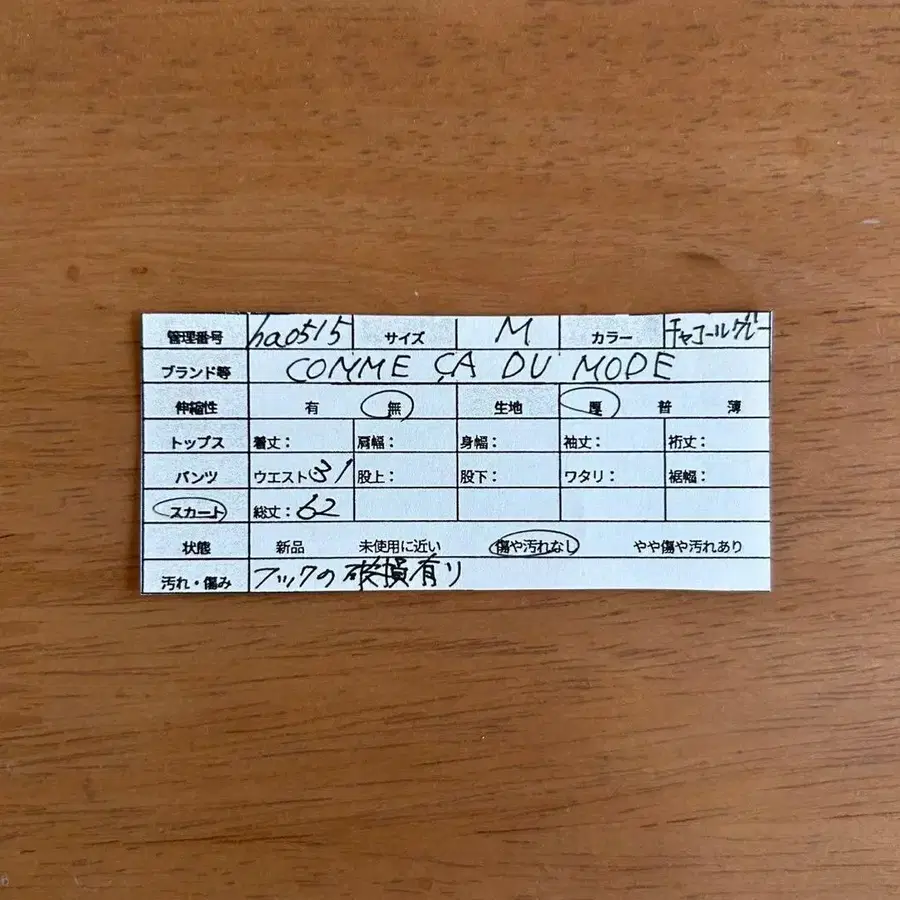 管理番号 ha0515 サイズ M カラー チャコールグレー
ブランド等 COMME ÇA DU MODE
伸縮性 有 無 生地 厚 普 薄
トップス 着丈: 肩幅: 身幅: 袖丈: 裄丈:
パンツ ウエスト: 31 股上: 股下: ワタリ: 裾幅:
スカート 総丈: 62
状態 新品 未使用に近い 傷や汚れなし やや傷や汚れあり
汚れ・傷み フックの破損有り